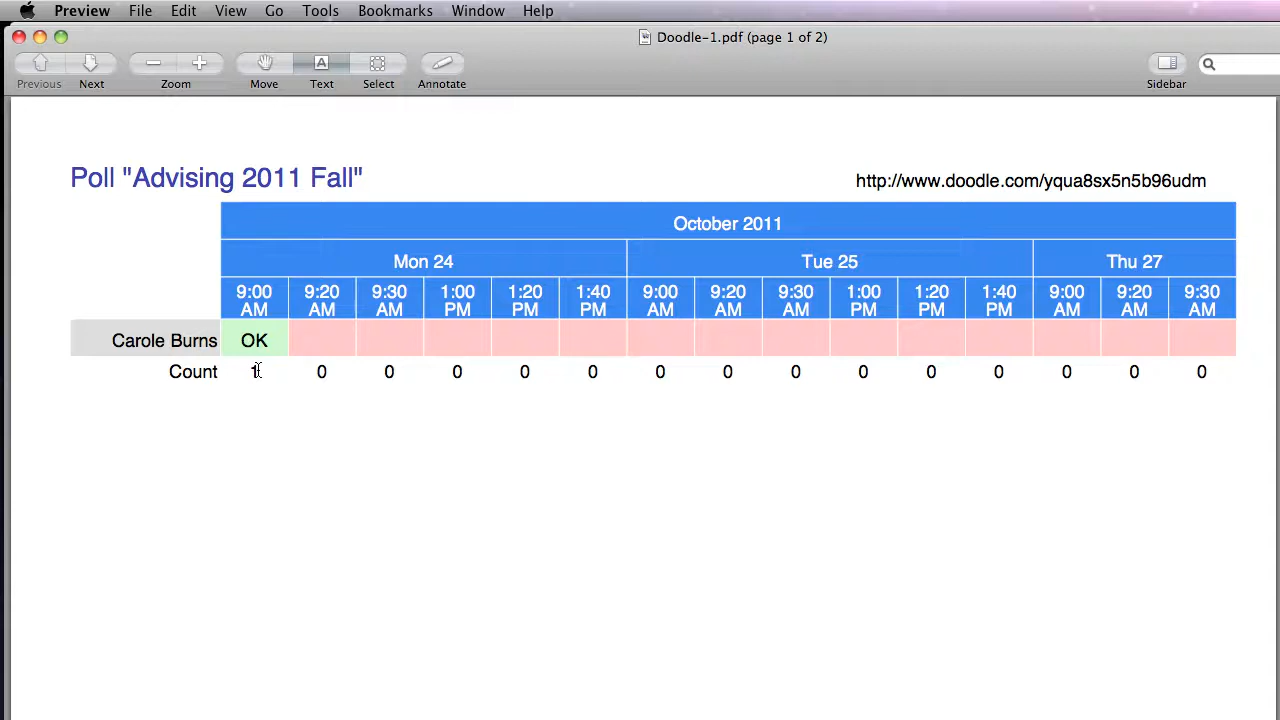 Preview File Edit View Go Tools Bookmarks Window Help
Doodle-1.pdf (page 1 of 2)
Previous Next Zoom Move Text Select Annotate Sidebar
Poll "Advising 2011 Fall"
http://www.doodle.com/yqua8sx5n5b96udm
October 2011
Mon 24 Tue 25 Thu 27
9:00 AM 9:20 AM 9:30 AM 1:00 PM 1:20 PM 1:40 PM 9:00 AM 9:20 AM 9:30 AM 1:00 PM 1:20 PM 1:40 PM 9:00 AM 9:20 AM 9:30 AM
Carole Burns OK
Count 1 0 0 0 0 0 0 0 0 0 0 0 0 0 0